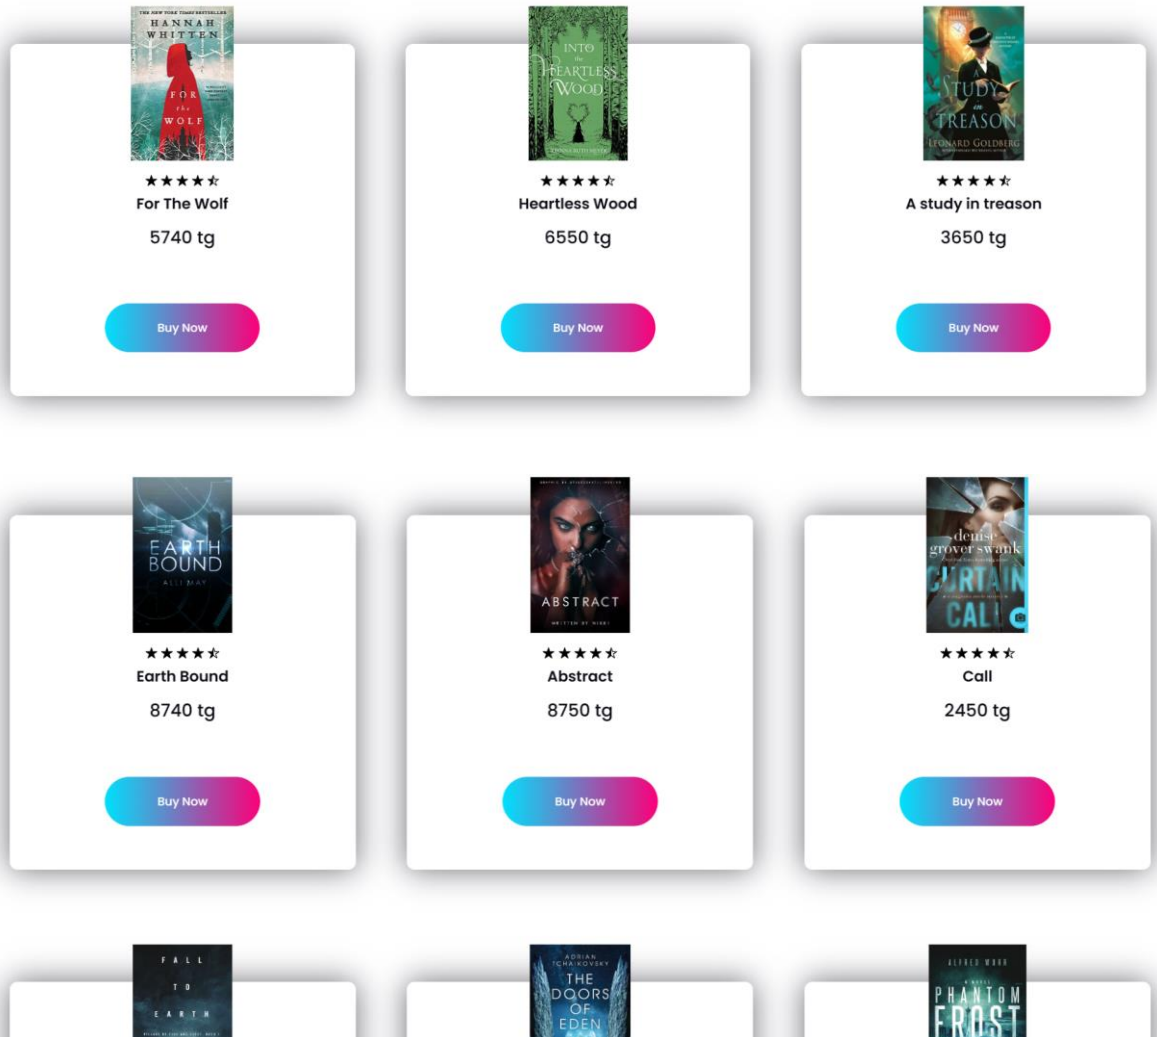 THE NEW YORK TIMES BESTSELLER
HANNAH
WHITTEN
FOR
the
WOLF
For The Wolf
5740 tg
Buy Now
INTO
the
HEARTLESS
WOOD
Heartless Wood
6550 tg
Buy Now
A
STUDY
in
TREASON
LEONARD GOLDBERG
A study in treason
3650 tg
Buy Now
EARTH
BOUND
ALLI MAY
Earth Bound
8740 tg
Buy Now
ABSTRACT
WRITTEN BY NIKKI
Abstract
8750 tg
Buy Now
denise
grover swank
CURTAIN
CALL
Call
2450 tg
Buy Now
FALL
TO
EARTH
ADRIAN
TCHAIKOVSKY
THE
DOORS
OF
EDEN
A NOVEL
PHANTOM
FROST